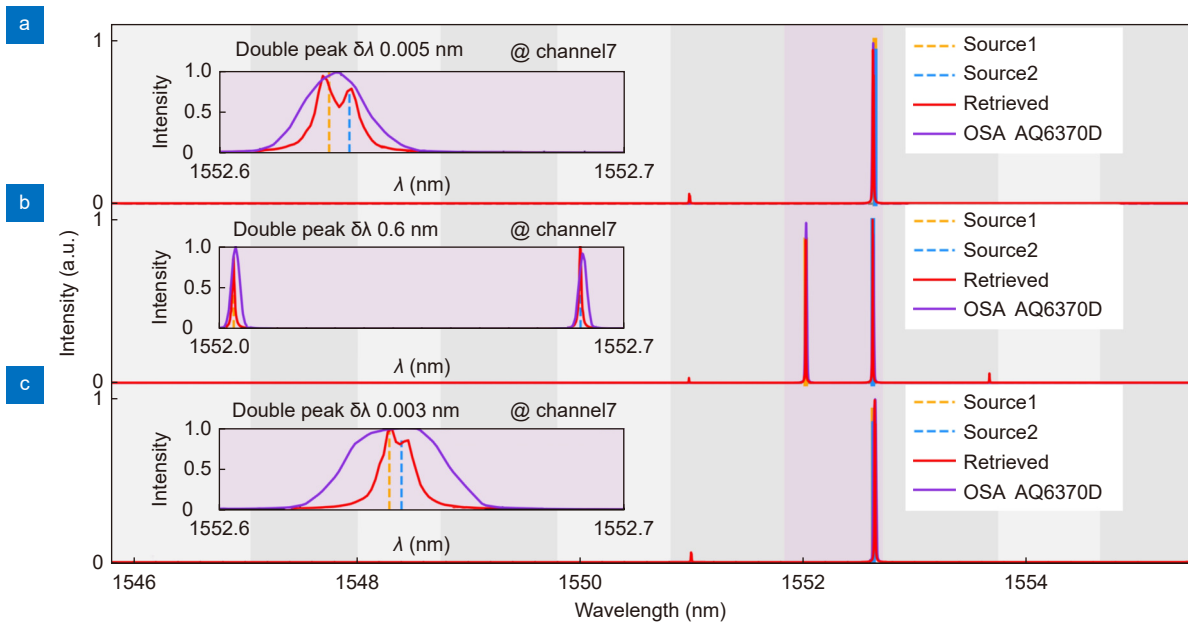 a
1
Double peak δλ 0.005 nm @ channel7
1.0
0.5
0
Intensity
1552.6 1552.7
λ (nm)
Source1
Source2
Retrieved
OSA AQ6370D
0
b
1
Double peak δλ 0.6 nm @ channel7
1.0
0.5
0
Intensity
1552.0 1552.7
λ (nm)
Source1
Source2
Retrieved
OSA AQ6370D
0
Intensity (a.u.)
c
1
Double peak δλ 0.003 nm @ channel7
1.0
0.5
0
Intensity
1552.6 1552.7
λ (nm)
Source1
Source2
Retrieved
OSA AQ6370D
0
1546 1548 1550 1552 1554
Wavelength (nm)